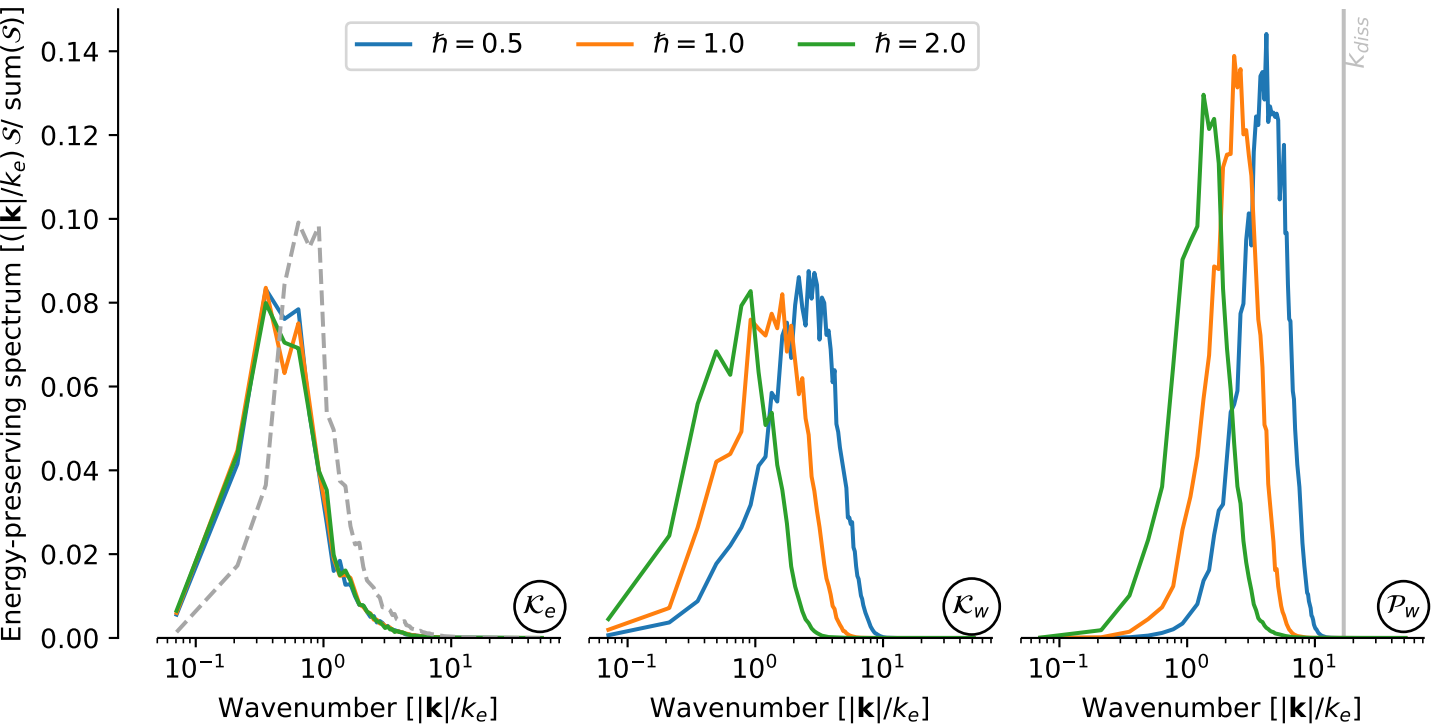 Energy-preserving spectrum [(|𝐤|/kₑ) 𝒮/ sum(𝒮)]
ħ = 0.5 ħ = 1.0 ħ = 2.0
k_diss
0.14
0.12
0.10
0.08
0.06
0.04
0.02
0.00
𝒦ₑ
𝒦_w
𝒫_w
10⁻¹ 10⁰ 10¹
10⁻¹ 10⁰ 10¹
10⁻¹ 10⁰ 10¹
Wavenumber [|𝐤|/kₑ]
Wavenumber [|𝐤|/kₑ]
Wavenumber [|𝐤|/kₑ]